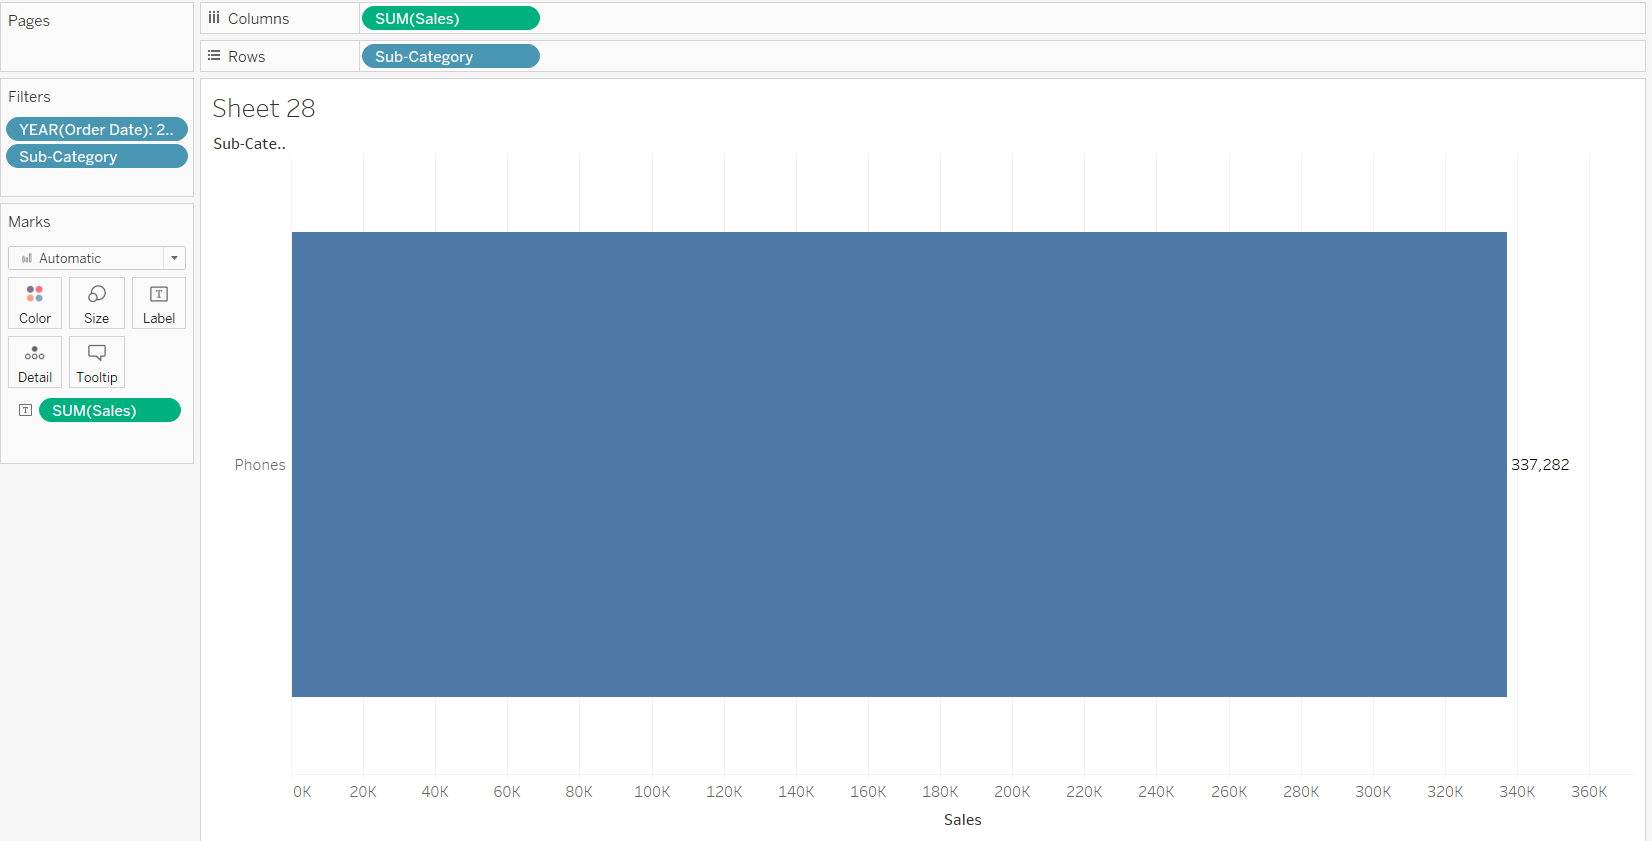 Pages
Columns
SUM(Sales)
Rows
Sub-Category
Filters
YEAR(Order Date): 2..
Sub-Category
Marks
Automatic
Color
Size
Label
T
Detail
Tooltip
T
SUM(Sales)
Sheet 28
Sub-Cate..
Phones
337,282
0K 20K 40K 60K 80K 100K 120K 140K 160K 180K 200K 220K 240K 260K 280K 300K 320K 340K 360K
Sales